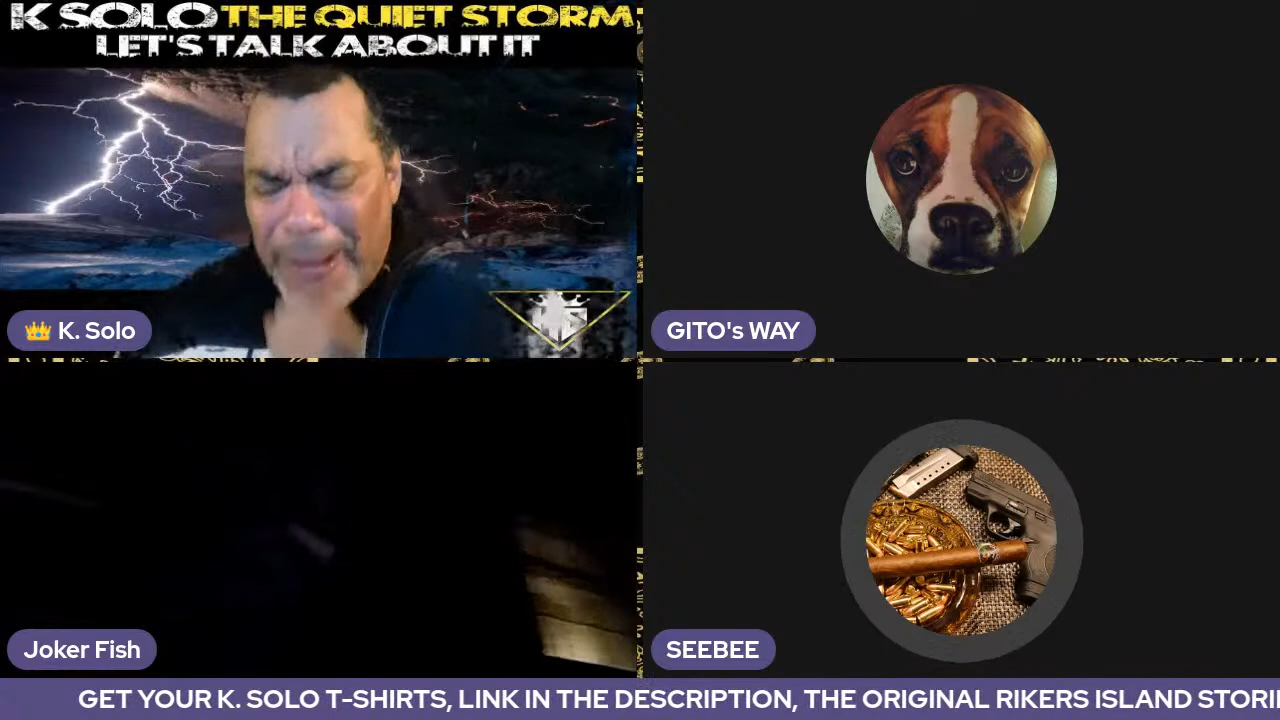 K SOLO THE QUIET STORM
LET'S TALK ABOUT IT
K. Solo
GITO's WAY
Joker Fish
SEEBEE
GET YOUR K. SOLO T-SHIRTS, LINK IN THE DESCRIPTION, THE ORIGINAL RIKERS ISLAND STORI